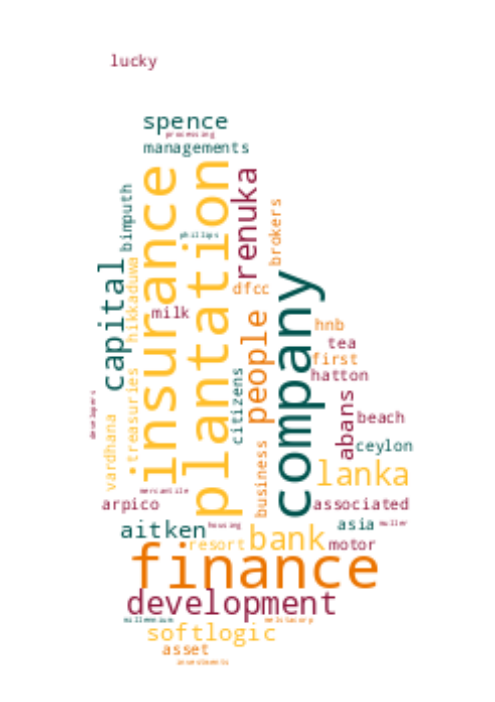 lucky
spence
processing
managements
insurance
plantation
renuka
bimputh
brokers
phillips
hikkaduwa
capital
dfcc
company
milk
people
hnb
tea
first
hatton
treasuries
citizens
abans
developers
beach
vardhana
business
ceylon
lanka
mercantile
arpico
associated
aitken
housing
asia
muller
resort
bank
motor
finance
development
millennium
softlogic
asset
investments